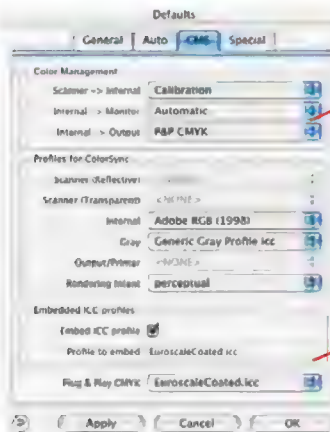 Defaults
General Auto CMS Special
Color Management
Scanner -> Internal Calibration
Internal -> Monitor Automatic
Internal -> Output P&P CMYK
Profiles for ColorSync
Scanner (Reflective)
Scanner (Transparent) <NONE>
Internal Adobe RGB (1998)
Gray Generic Gray Profile icc
Output/Printer <NONE>
Rendering Intent perceptual
Embedded ICC profiles
Embed ICC profile
Profile to embed EuroscaleCoated icc
Plug & Play CMYK EuroscaleCoated.icc
Apply Cancel OK